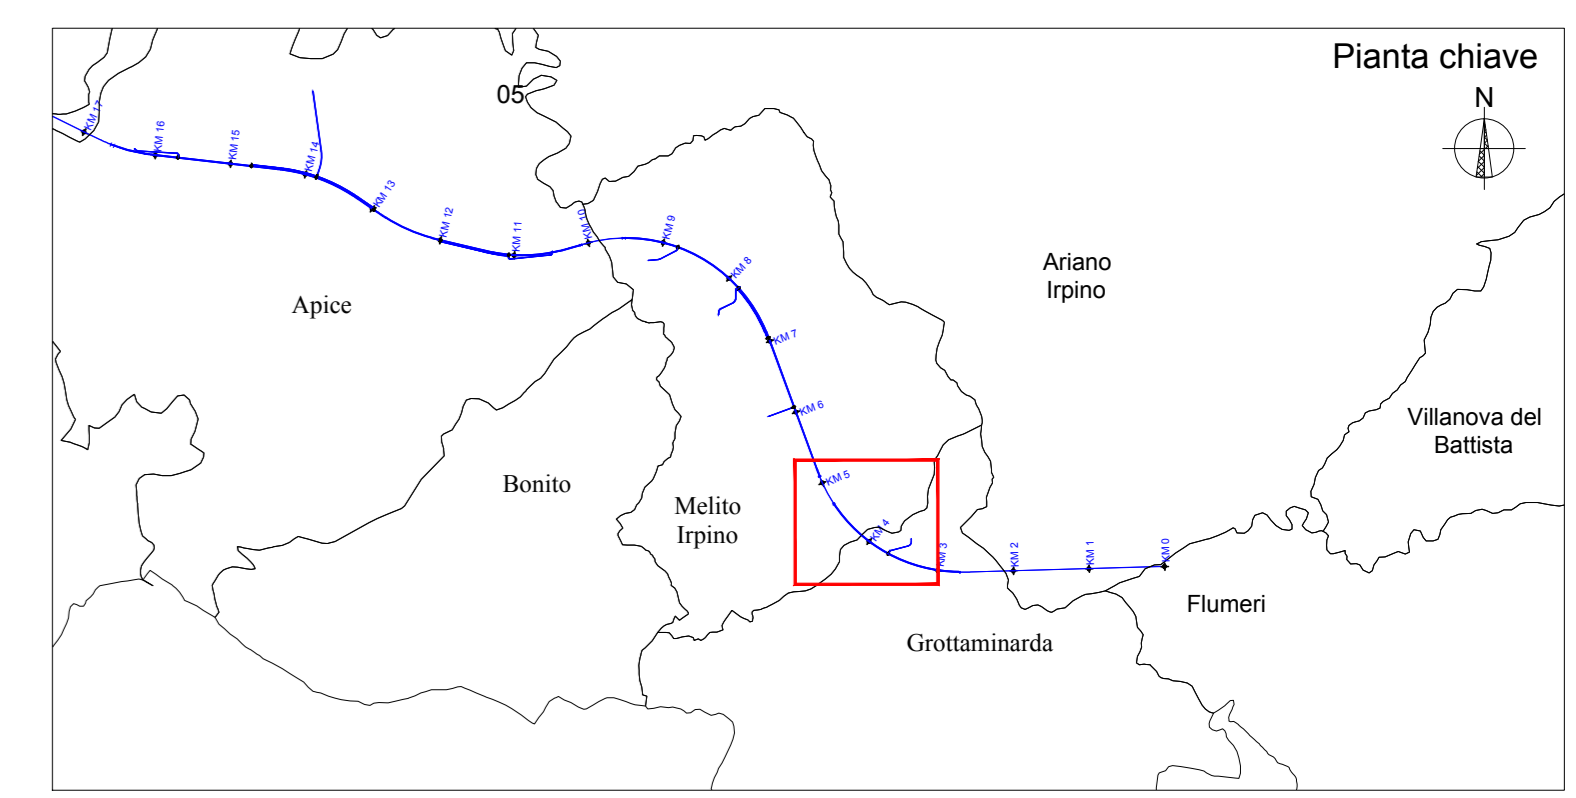 Pianta chiave
N
05
KM 17
KM 16
KM 15
KM 14
KM 13
KM 12
KM 11
KM 10
KM 9
KM 8
KM 7
KM 6
KM 5
KM 4
KM 3
KM 2
KM 1
KM 0
Apice
Ariano
Irpino
Villanova del
Battista
Bonito
Melito
Irpino
Flumeri
Grottaminarda